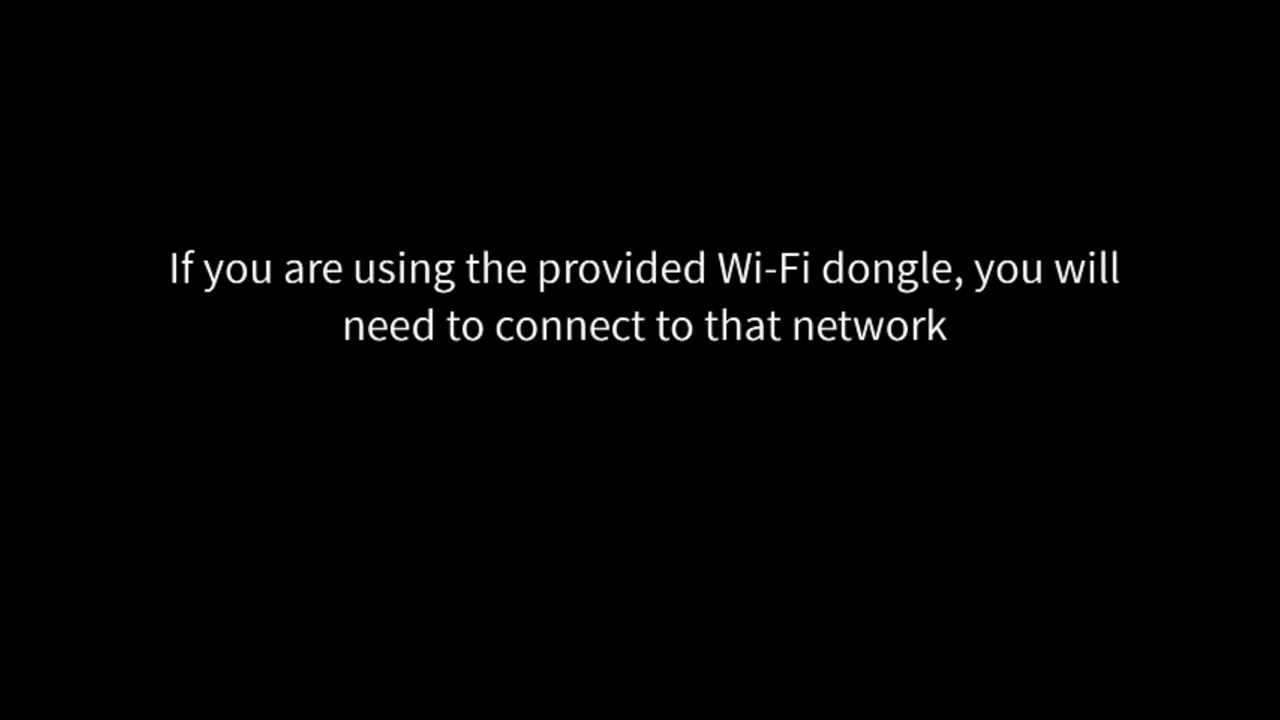 If you are using the provided Wi-Fi dongle, you will
need to connect to that network